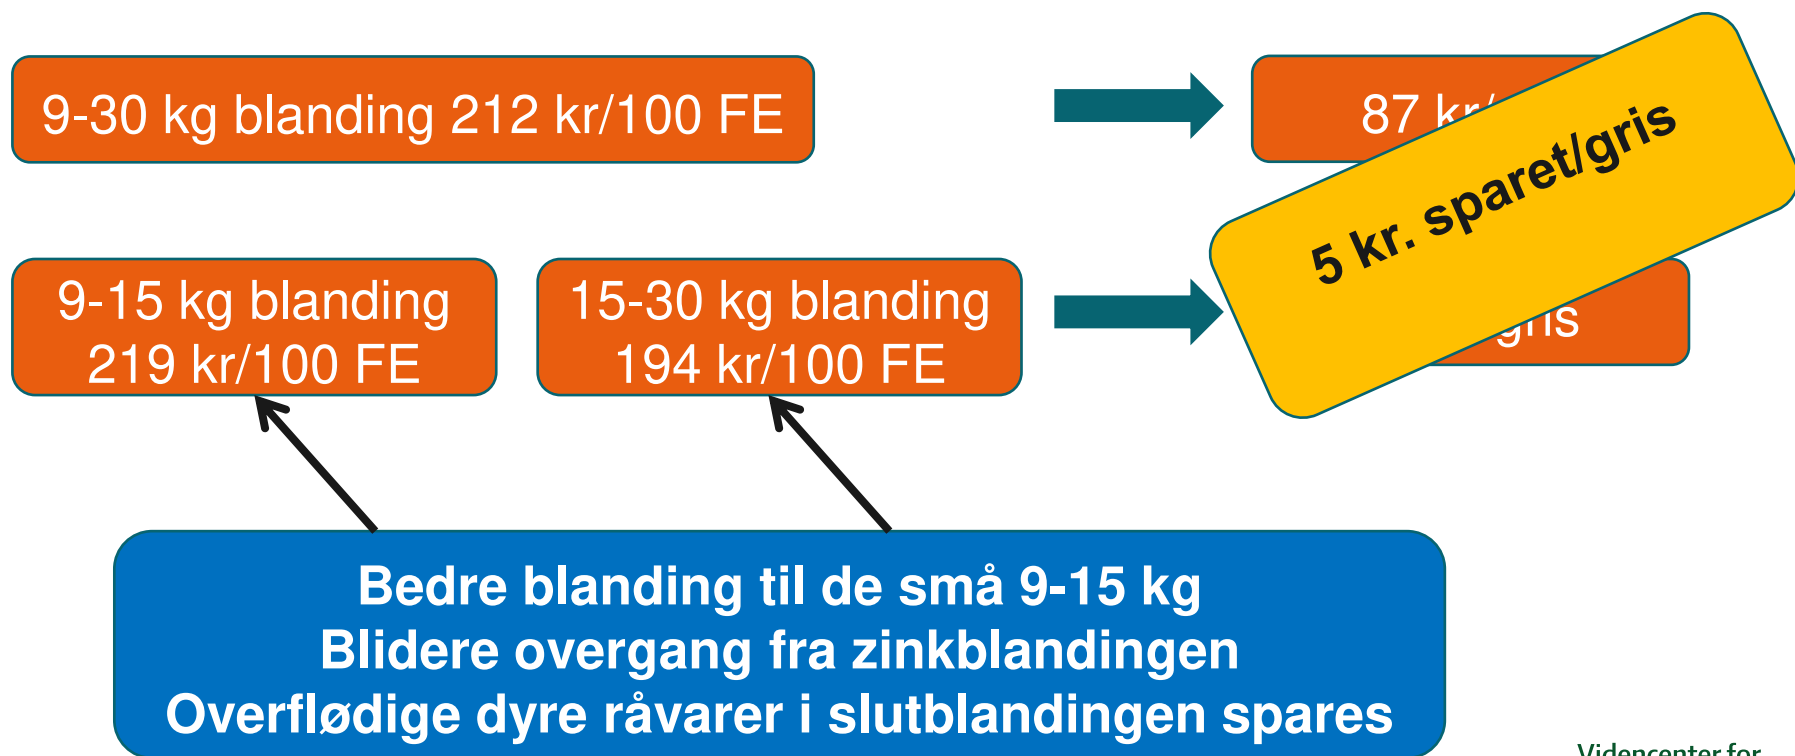 9-30 kg blanding 212 kr/100 FE
87 kr/
5 kr. sparet/gris
9-15 kg blanding
219 kr/100 FE
15-30 kg blanding
194 kr/100 FE
gris
Bedre blanding til de små 9-15 kg
Blidere overgang fra zinkblandingen
Overflødige dyre råvarer i slutblandingen spares
Videncenter for